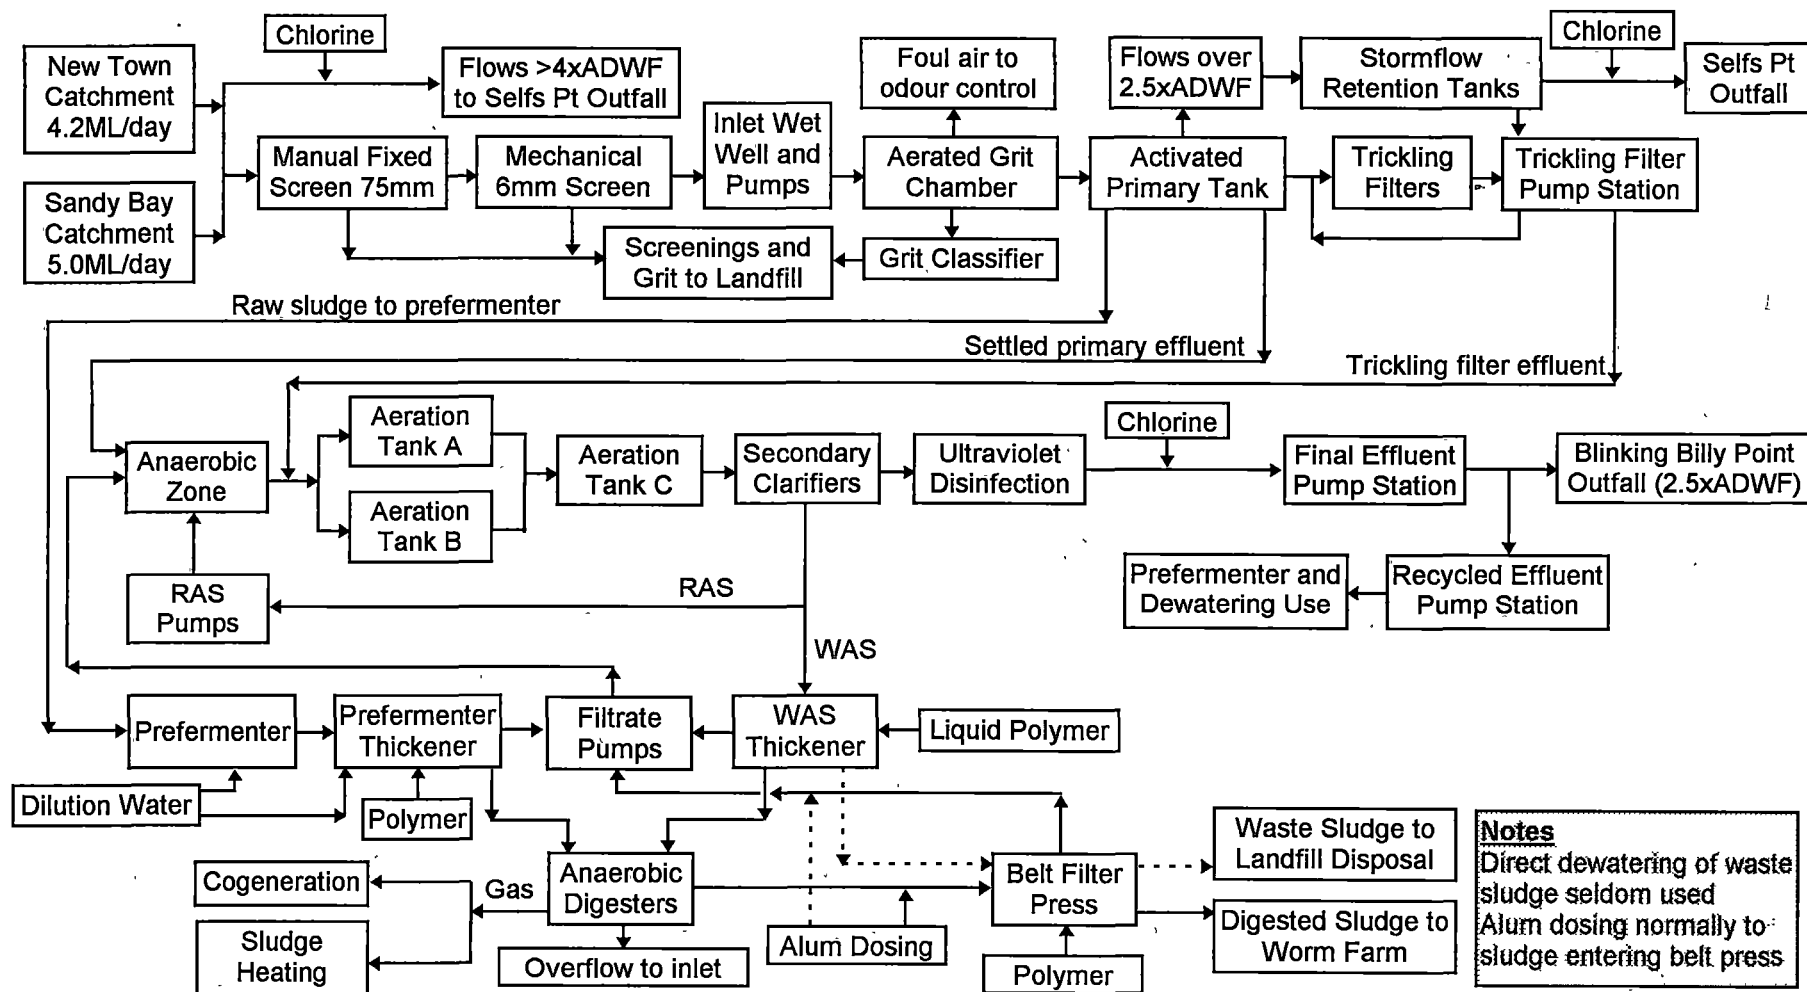 Chlorine
New Town
Catchment
4.2ML/day
Flows >4xADWF
to Selfs Pt Outfall
Foul air to
odour control
Flows over
2.5xADWF
Stormflow
Retention Tanks
Chlorine
Selfs Pt
Outfall
Sandy Bay
Catchment
5.0ML/day
Manual Fixed
Screen 75mm
Mechanical
6mm Screen
Inlet Wet
Well and
Pumps
Aerated Grit
Chamber
Activated
Primary Tank
Trickling
Filters
Trickling Filter
Pump Station
Screenings and
Grit to Landfill
Grit Classifier
Raw sludge to prefermenter
Settled primary effluent
Trickling filter effluent
Anaerobic
Zone
Aeration
Tank A
Aeration
Tank B
Aeration
Tank C
Secondary
Clarifiers
Ultraviolet
Disinfection
Chlorine
Final Effluent
Pump Station
Blinking Billy Point
Outfall (2.5xADWF)
RAS
Pumps
RAS
Prefermenter and
Dewatering Use
Recycled Effluent
Pump Station
WAS
Prefermenter
Prefermenter
Thickener
Filtrate
Pumps
WAS
Thickener
Liquid Polymer
Dilution Water
Polymer
Cogeneration
Gas
Sludge
Heating
Anaerobic
Digesters
Overflow to inlet
Alum Dosing
Belt Filter
Press
Polymer
Waste Sludge to
Landfill Disposal
Digested Sludge to
Worm Farm
Notes
Direct dewatering of waste
sludge seldom used
Alum dosing normally to
sludge entering belt press